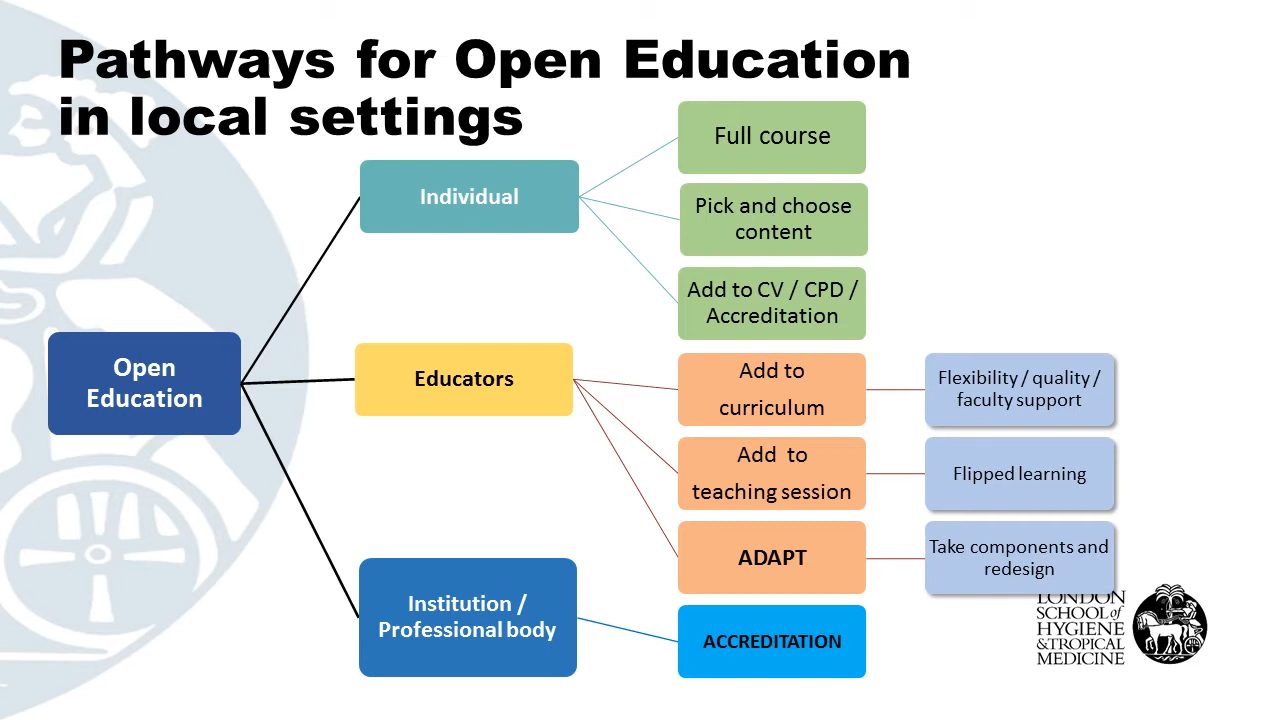 Pathways for Open Education
in local settings
Full course
Individual
Pick and choose
content
Add to CV / CPD /
Accreditation
Open
Education
Educators
Add to
curriculum
Flexibility / quality /
faculty support
Add to
teaching session
Flipped learning
ADAPT
Take components and
redesign
Institution /
Professional body
ACCREDITATION
LONDON
SCHOOL of
HYGIENE
& TROPICAL
MEDICINE